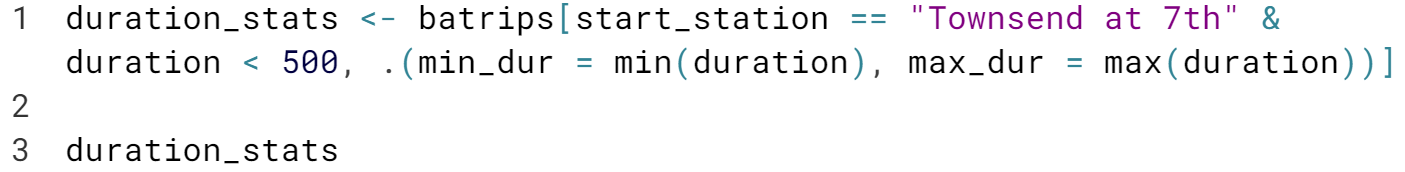 1 duration_stats <- batrips[start_station == "Townsend at 7th" &
duration < 500, .(min_dur = min(duration), max_dur = max(duration))]
2
3 duration_stats